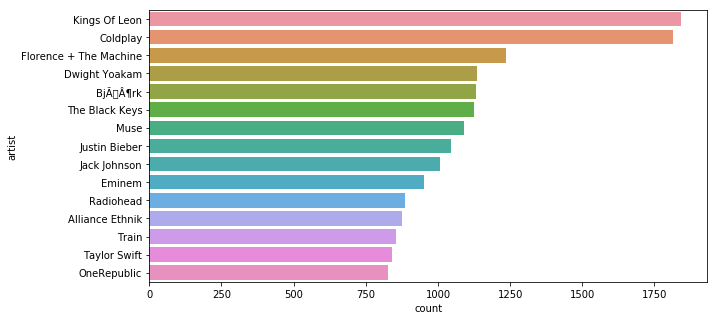 Kings Of Leon
Coldplay
Florence + The Machine
Dwight Yoakam
BjÃ▯Â¶rk
The Black Keys
Muse
Justin Bieber
Jack Johnson
Eminem
Radiohead
Alliance Ethnik
Train
Taylor Swift
OneRepublic
artist
0 250 500 750 1000 1250 1500 1750
count